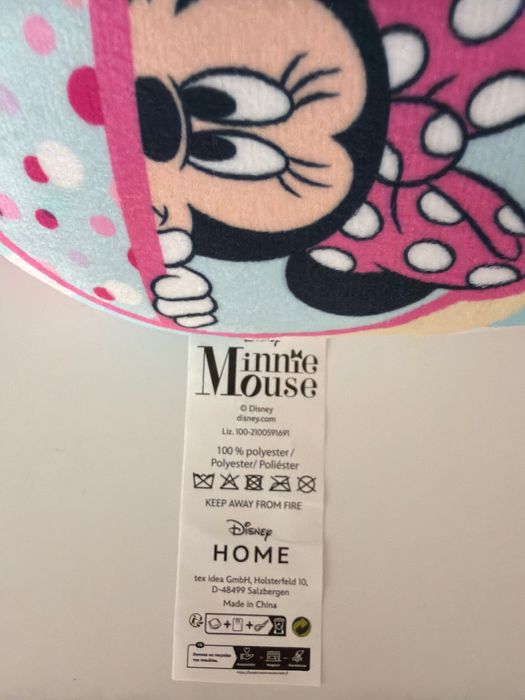 Disney
Minnie
Mouse
© Disney
disney.com
Liz. 100-2100591691
100 % polyester/
Polyester/ Poliéster
KEEP AWAY FROM FIRE
Disney
HOME
tex idea GmbH, Holsterfeld 10,
D-48499 Salzbergen
Made in China